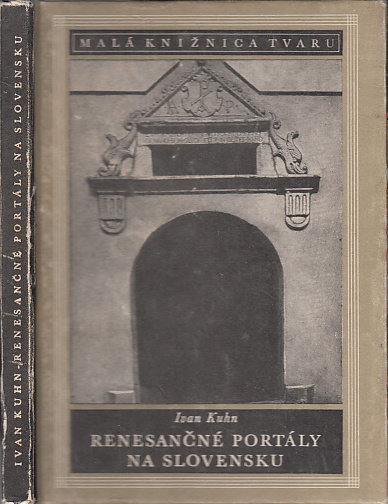 MALÁ KNIŽNICA TVARU
Ivan Kuhn
RENESANČNÉ PORTÁLY
NA SLOVENSKU
IVAN KUHN-RENESANČNÉ PORTÁLY NA SLOVENSKU